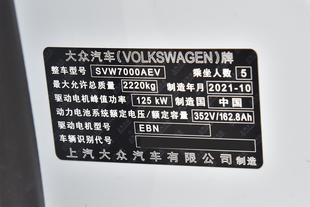 大众汽车(VOLKSWAGEN)牌
整车型号 SVW7000AEV 乘坐人数 5
最大允许总质量 2220kg 制造年月 2021-10
驱动电机峰值功率 125 kW 制造国 中国
动力电池系统额定电压/额定容量 352V/162.8Ah
驱动电机型号 EBN
车辆识别代号
上汽大众汽车有限公司 制造